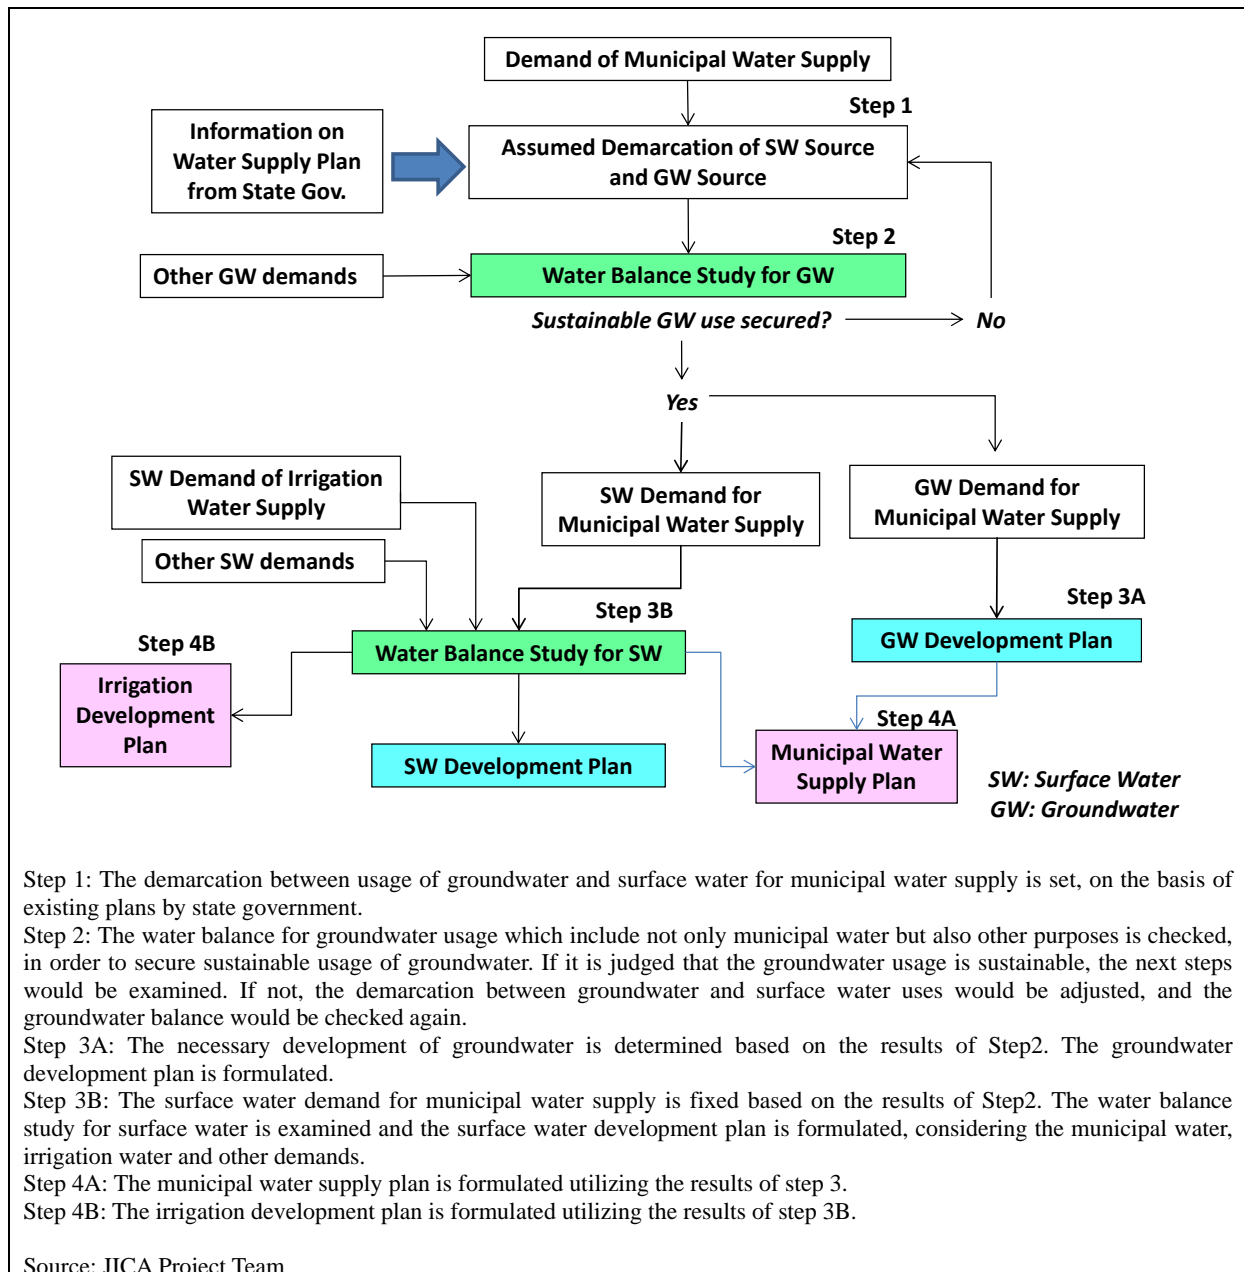 Demand of Municipal Water Supply
Step 1
Information on
Water Supply Plan
from State Gov.
Assumed Demarcation of SW Source
and GW Source
Step 2
Other GW demands
Water Balance Study for GW
Sustainable GW use secured?
No
Yes
SW Demand of Irrigation
Water Supply
SW Demand for
Municipal Water Supply
GW Demand for
Municipal Water Supply
Other SW demands
Step 3B
Step 3A
Step 4B
Water Balance Study for SW
GW Development Plan
Irrigation
Development
Plan
Step 4A
SW Development Plan
Municipal Water
Supply Plan
SW: Surface Water
GW: Groundwater
Step 1: The demarcation between usage of groundwater and surface water for municipal water supply is set, on the basis of
existing plans by state government.
Step 2: The water balance for groundwater usage which include not only municipal water but also other purposes is checked,
in order to secure sustainable usage of groundwater. If it is judged that the groundwater usage is sustainable, the next steps
would be examined. If not, the demarcation between groundwater and surface water uses would be adjusted, and the
groundwater balance would be checked again.
Step 3A: The necessary development of groundwater is determined based on the results of Step2. The groundwater
development plan is formulated.
Step 3B: The surface water demand for municipal water supply is fixed based on the results of Step2. The water balance
study for surface water is examined and the surface water development plan is formulated, considering the municipal water,
irrigation water and other demands.
Step 4A: The municipal water supply plan is formulated utilizing the results of step 3.
Step 4B: The irrigation development plan is formulated utilizing the results of step 3B.
Source: JICA Project Team